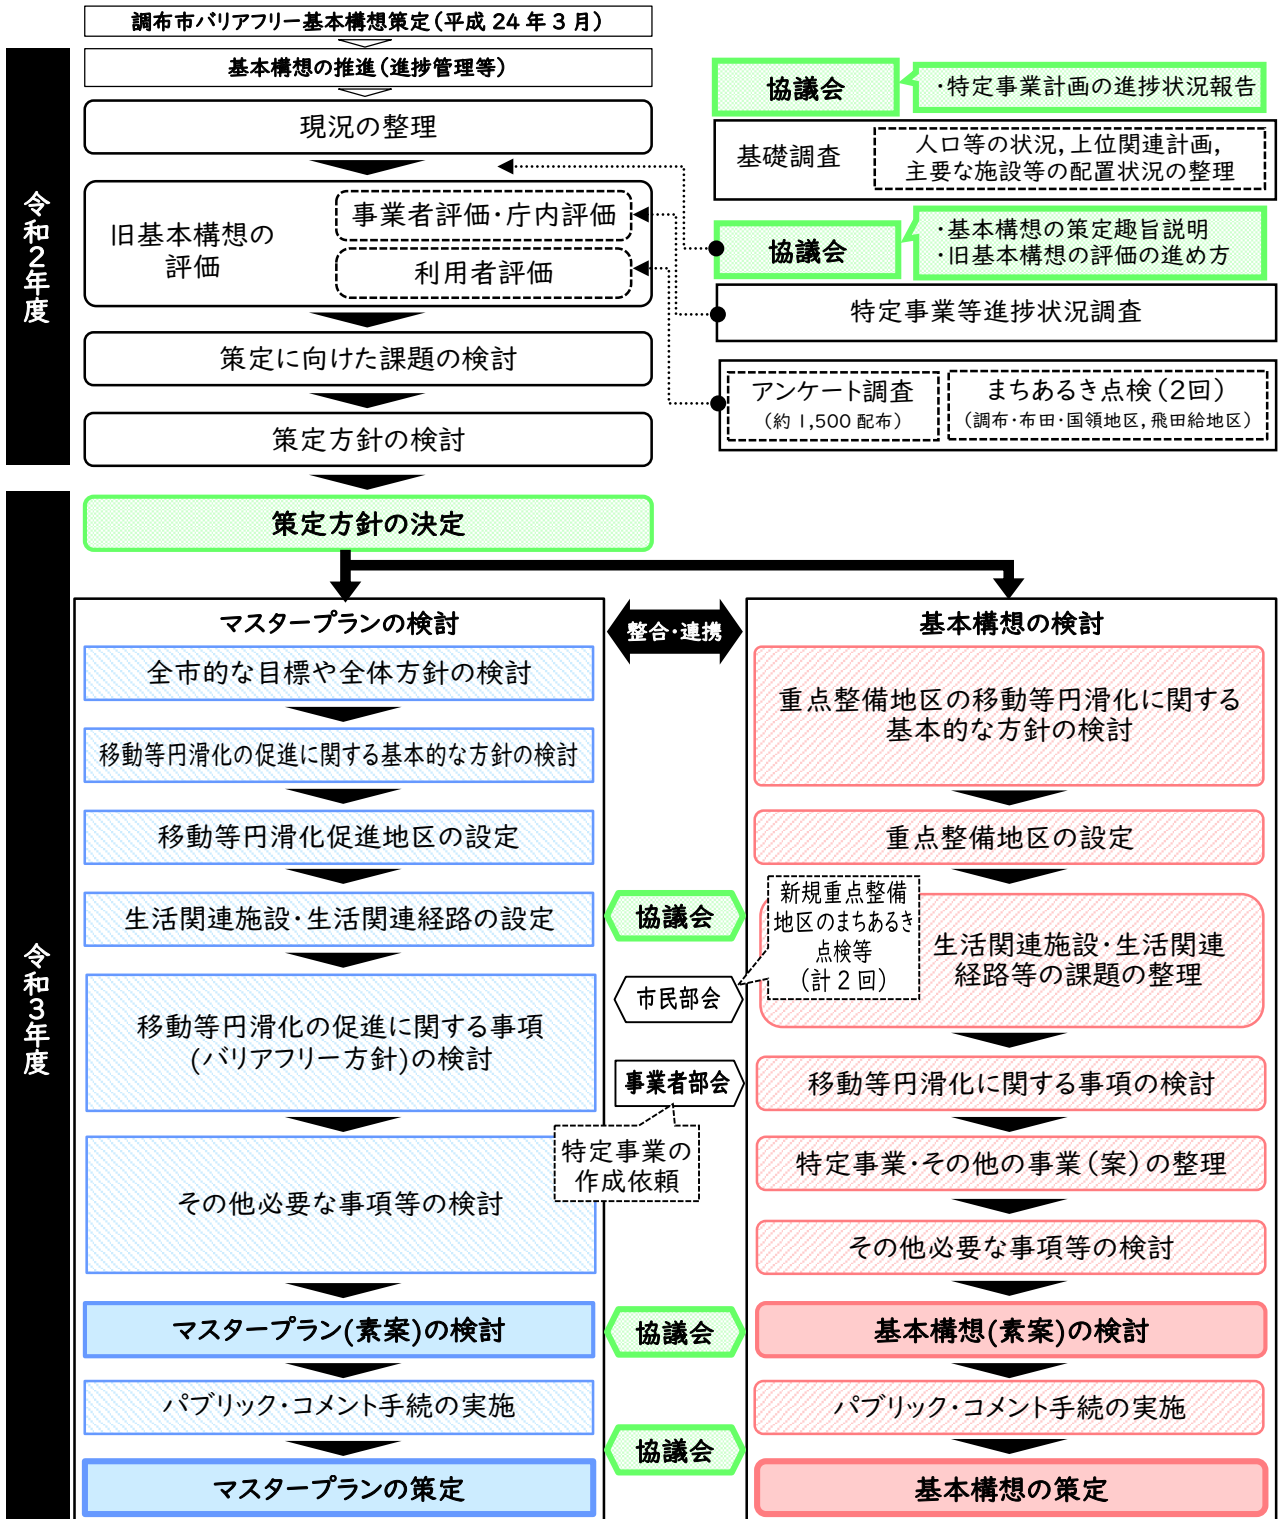 調布市バリアフリー基本構想策定(平成24年3月)
基本構想の推進(進捗管理等)
令和2年度
現況の整理
旧基本構想の
評価
事業者評価・庁内評価
利用者評価
策定に向けた課題の検討
策定方針の検討
協議会
・特定事業計画の進捗状況報告
基礎調査
人口等の状況,上位関連計画,
主要な施設等の配置状況の整理
協議会
・基本構想の策定趣旨説明
・旧基本構想の評価の進め方
特定事業等進捗状況調査
アンケート調査
(約1,500配布)
まちあるき点検(2回)
(調布・布田・国領地区,飛田給地区)
令和3年度
策定方針の決定
マスタープランの検討
全市的な目標や全体方針の検討
移動等円滑化の促進に関する基本的な方針の検討
移動等円滑化促進地区の設定
生活関連施設・生活関連経路の設定
移動等円滑化の促進に関する事項
(バリアフリー方針)の検討
その他必要な事項等の検討
マスタープラン(素案)の検討
パブリック・コメント手続の実施
マスタープランの策定
整合・連携
協議会
市民部会
事業者部会
特定事業の
作成依頼
協議会
協議会
基本構想の検討
重点整備地区の移動等円滑化に関する
基本的な方針の検討
重点整備地区の設定
新規重点整備
地区のまちあるき
点検等
(計2回)
生活関連施設・生活関連
経路等の課題の整理
移動等円滑化に関する事項の検討
特定事業・その他の事業(案)の整理
その他必要な事項等の検討
基本構想(素案)の検討
パブリック・コメント手続の実施
基本構想の策定